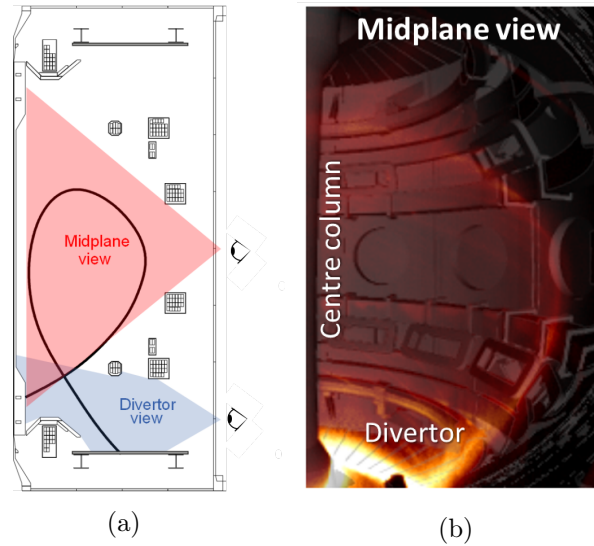 Midplane
view
Divertor
view
(a)
Midplane view
Centre column
Divertor
(b)